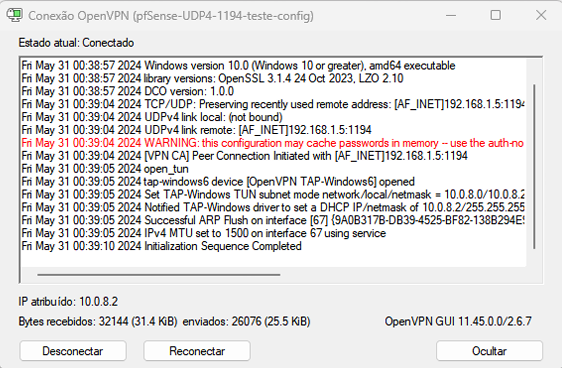 Conexão OpenVPN (pfSense-UDP4-1194-teste-config)
Estado atual: Conectado
Fri May 31 00:38:57 2024 Windows version 10.0 (Windows 10 or greater), amd64 executable
Fri May 31 00:38:57 2024 library versions: OpenSSL 3.1.4 24 Oct 2023, LZO 2.10
Fri May 31 00:38:57 2024 DCO version: 1.0.0
Fri May 31 00:39:04 2024 TCP/UDP: Preserving recently used remote address: [AF_INET]192.168.1.5:1194
Fri May 31 00:39:04 2024 UDPv4 link local: (not bound)
Fri May 31 00:39:04 2024 UDPv4 link remote: [AF_INET]192.168.1.5:1194
Fri May 31 00:39:04 2024 WARNING: this configuration may cache passwords in memory -- use the auth-no
Fri May 31 00:39:04 2024 [VPN CA] Peer Connection Initiated with [AF_INET]192.168.1.5:1194
Fri May 31 00:39:05 2024 open_tun
Fri May 31 00:39:05 2024 tap-windows6 device [OpenVPN TAP-Windows6] opened
Fri May 31 00:39:05 2024 Set TAP-Windows TUN subnet mode network/local/netmask = 10.0.8.0/10.0.8.2
Fri May 31 00:39:05 2024 Notified TAP-Windows driver to set a DHCP IP/netmask of 10.0.8.2/255.255.255
Fri May 31 00:39:05 2024 Successful ARP Flush on interface [67] {9A0B317B-DB39-4525-BF82-138B294E9
Fri May 31 00:39:05 2024 IPv4 MTU set to 1500 on interface 67 using service
Fri May 31 00:39:10 2024 Initialization Sequence Completed
IP atribuído: 10.0.8.2
Bytes recebidos: 32144 (31.4 KiB) enviados: 26076 (25.5 KiB) OpenVPN GUI 11.45.0.0/2.6.7
Desconectar Reconectar Ocultar